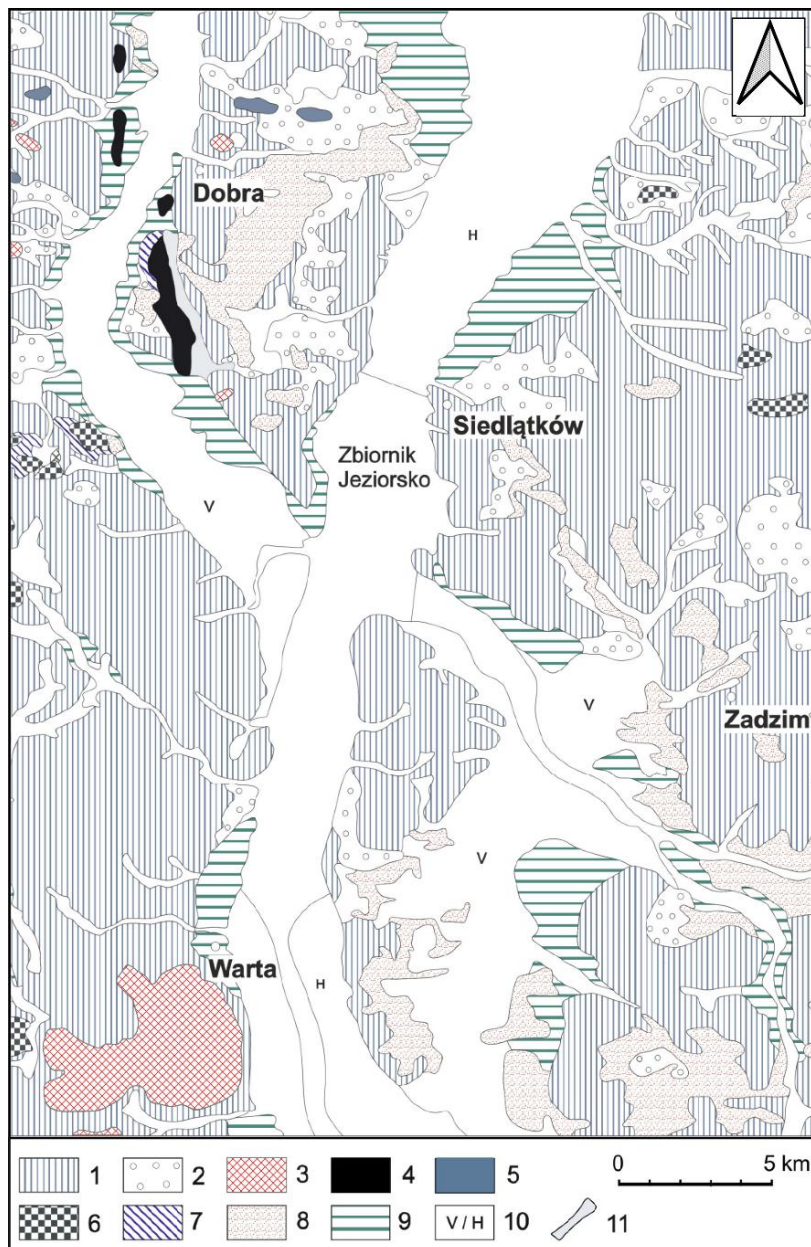 Dobra
H
Siedlątków
Zbiornik
Jeziorsko
V
V
Zadzim
V
Warta
H
1 2 3 4 5 0 5 km
6 7 8 9 V / H 10 11